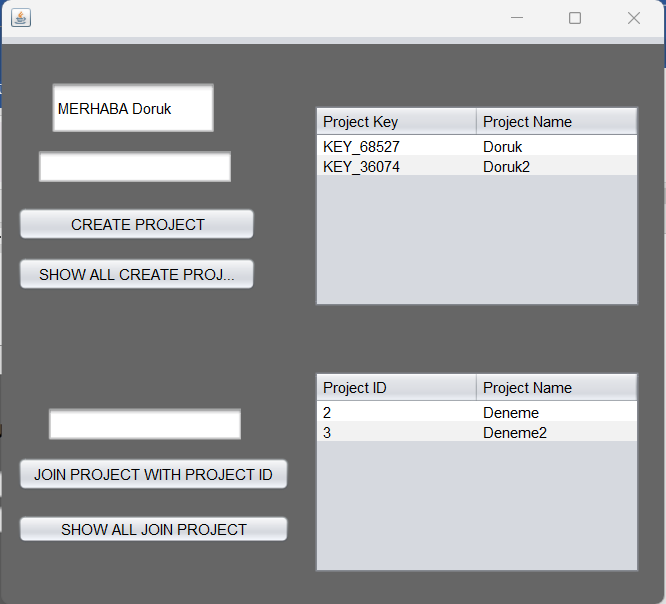 MERHABA Doruk
CREATE PROJECT
SHOW ALL CREATE PROJ...
Project Key Project Name
KEY_68527 Doruk
KEY_36074 Doruk2
JOIN PROJECT WITH PROJECT ID
SHOW ALL JOIN PROJECT
Project ID Project Name
2 Deneme
3 Deneme2